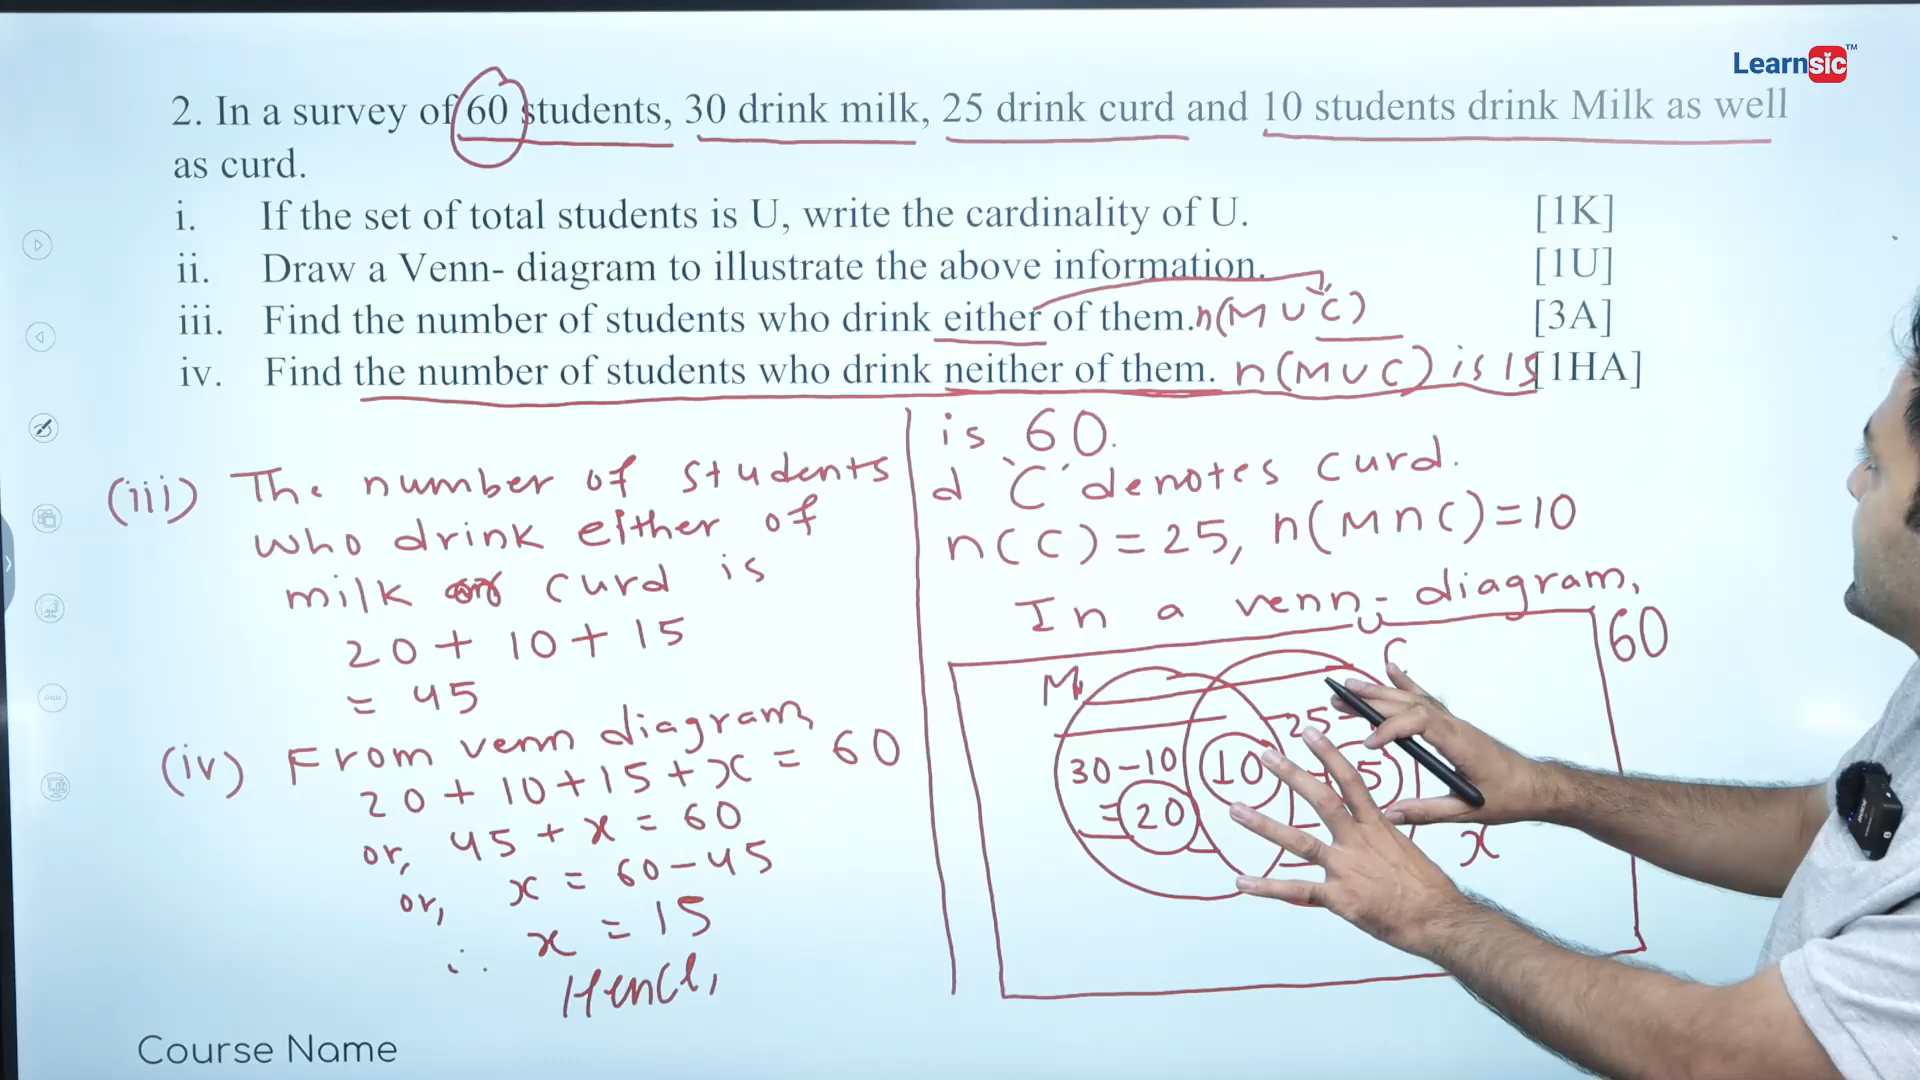 Learnsic™
2. In a survey of 60 students, 30 drink milk, 25 drink curd and 10 students drink Milk as well
as curd.
i. If the set of total students is U, write the cardinality of U. [1K]
ii. Draw a Venn- diagram to illustrate the above information. [1U]
iii. Find the number of students who drink either of them. n(M∪C) [3A]
iv. Find the number of students who drink neither of them. n(M∪C) is 15 [1HA]
(iii) The number of students
who drink either of
milk or curd is
20 + 10 + 15
= 45
(iv) From venn diagram,
20 + 10 + 15 + x = 60
or, 45 + x = 60
or, x = 60 - 45
∴ x = 15
Hence,
is 60.
d 'C' denotes curd.
n(C) = 25, n(M∩C) = 10
In a venn-diagram,
U
60
M C
25-
30-10 10 5
= 20
x
Course Name